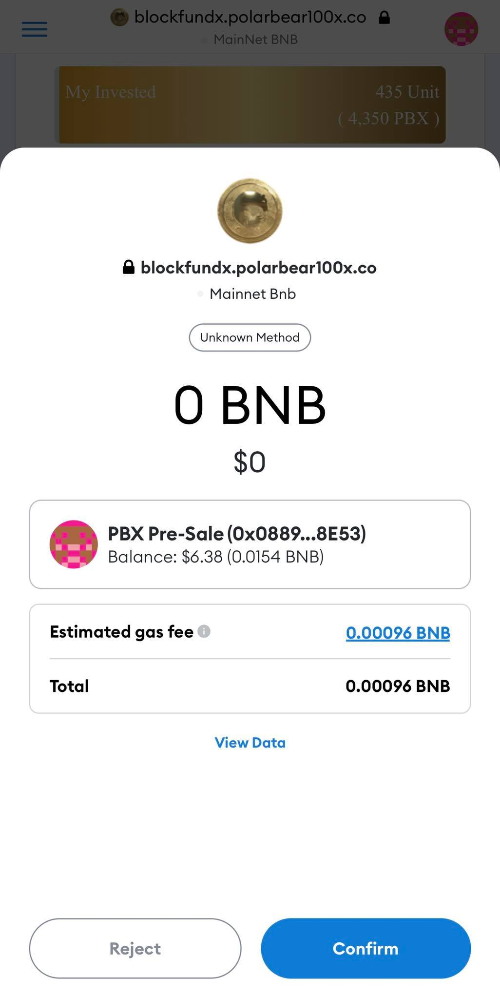 blockfundx.polarbear100x.co
MainNet BNB
My Invested
435 Unit
( 4,350 PBX )
blockfundx.polarbear100x.co
Mainnet Bnb
Unknown Method
0 BNB
$0
PBX Pre-Sale (0x0889...8E53)
Balance: $6.38 (0.0154 BNB)
Estimated gas fee 0.00096 BNB
Total 0.00096 BNB
View Data
Reject Confirm